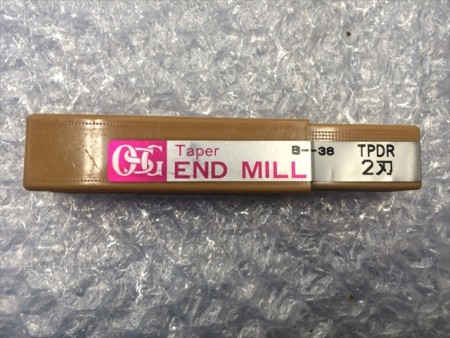 OSG
Taper B--38 TPDR
END MILL 2刃